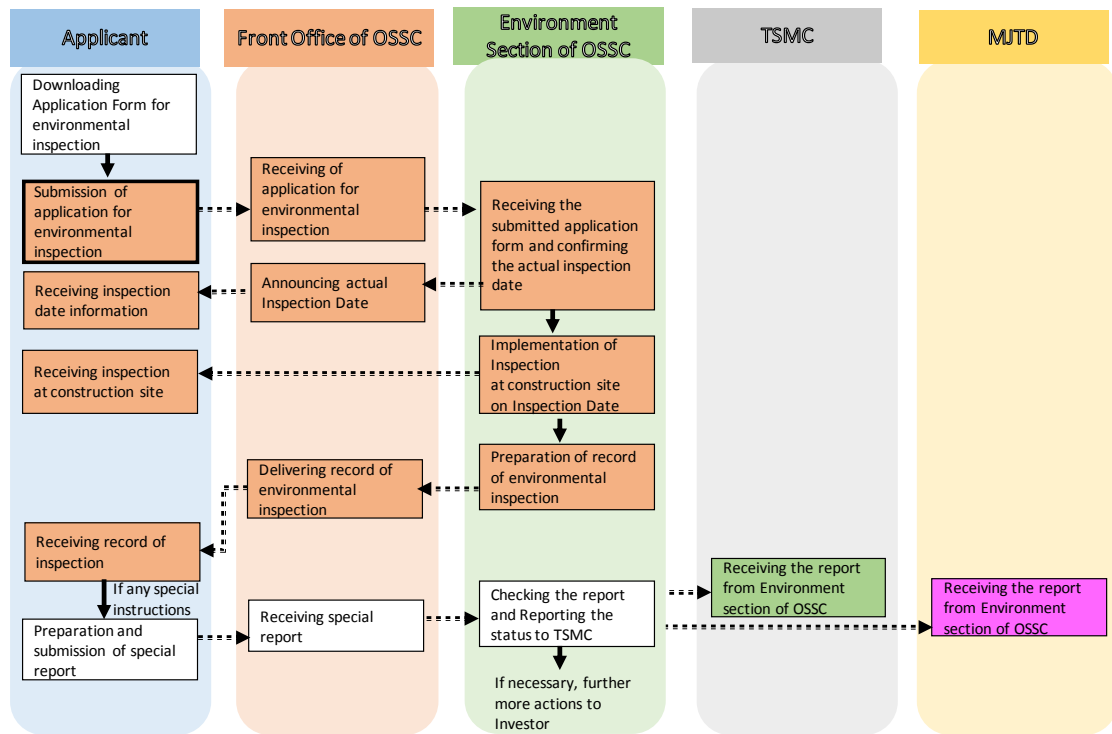 Applicant
Front Office of OSSC
Environment
Section of OSSC
TSMC
MJTD
Downloading
Application Form for
environmental
inspection
Submission of
application for
environmental
inspection
Receiving of
application for
environmental
inspection
Receiving the
submitted application
form and confirming
the actual inspection
date
Announcing actual
Inspection Date
Receiving inspection
date information
Implementation of
Inspection
at construction site
on Inspection Date
Receiving inspection
at construction site
Preparation of record
of environmental
inspection
Delivering record of
environmental
inspection
Receiving record of
inspection
If any special
instructions
Preparation and
submission of special
report
Receiving special
report
Checking the report
and Reporting the
status to TSMC
Receiving the report
from Environment
section of OSSC
Receiving the report
from Environment
section of OSSC
If necessary, further
more actions to
Investor